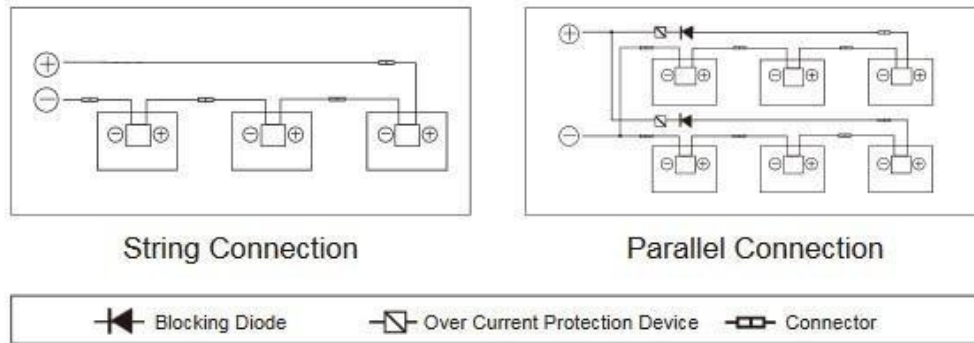 String Connection
Parallel Connection
Blocking Diode
Over Current Protection Device
Connector